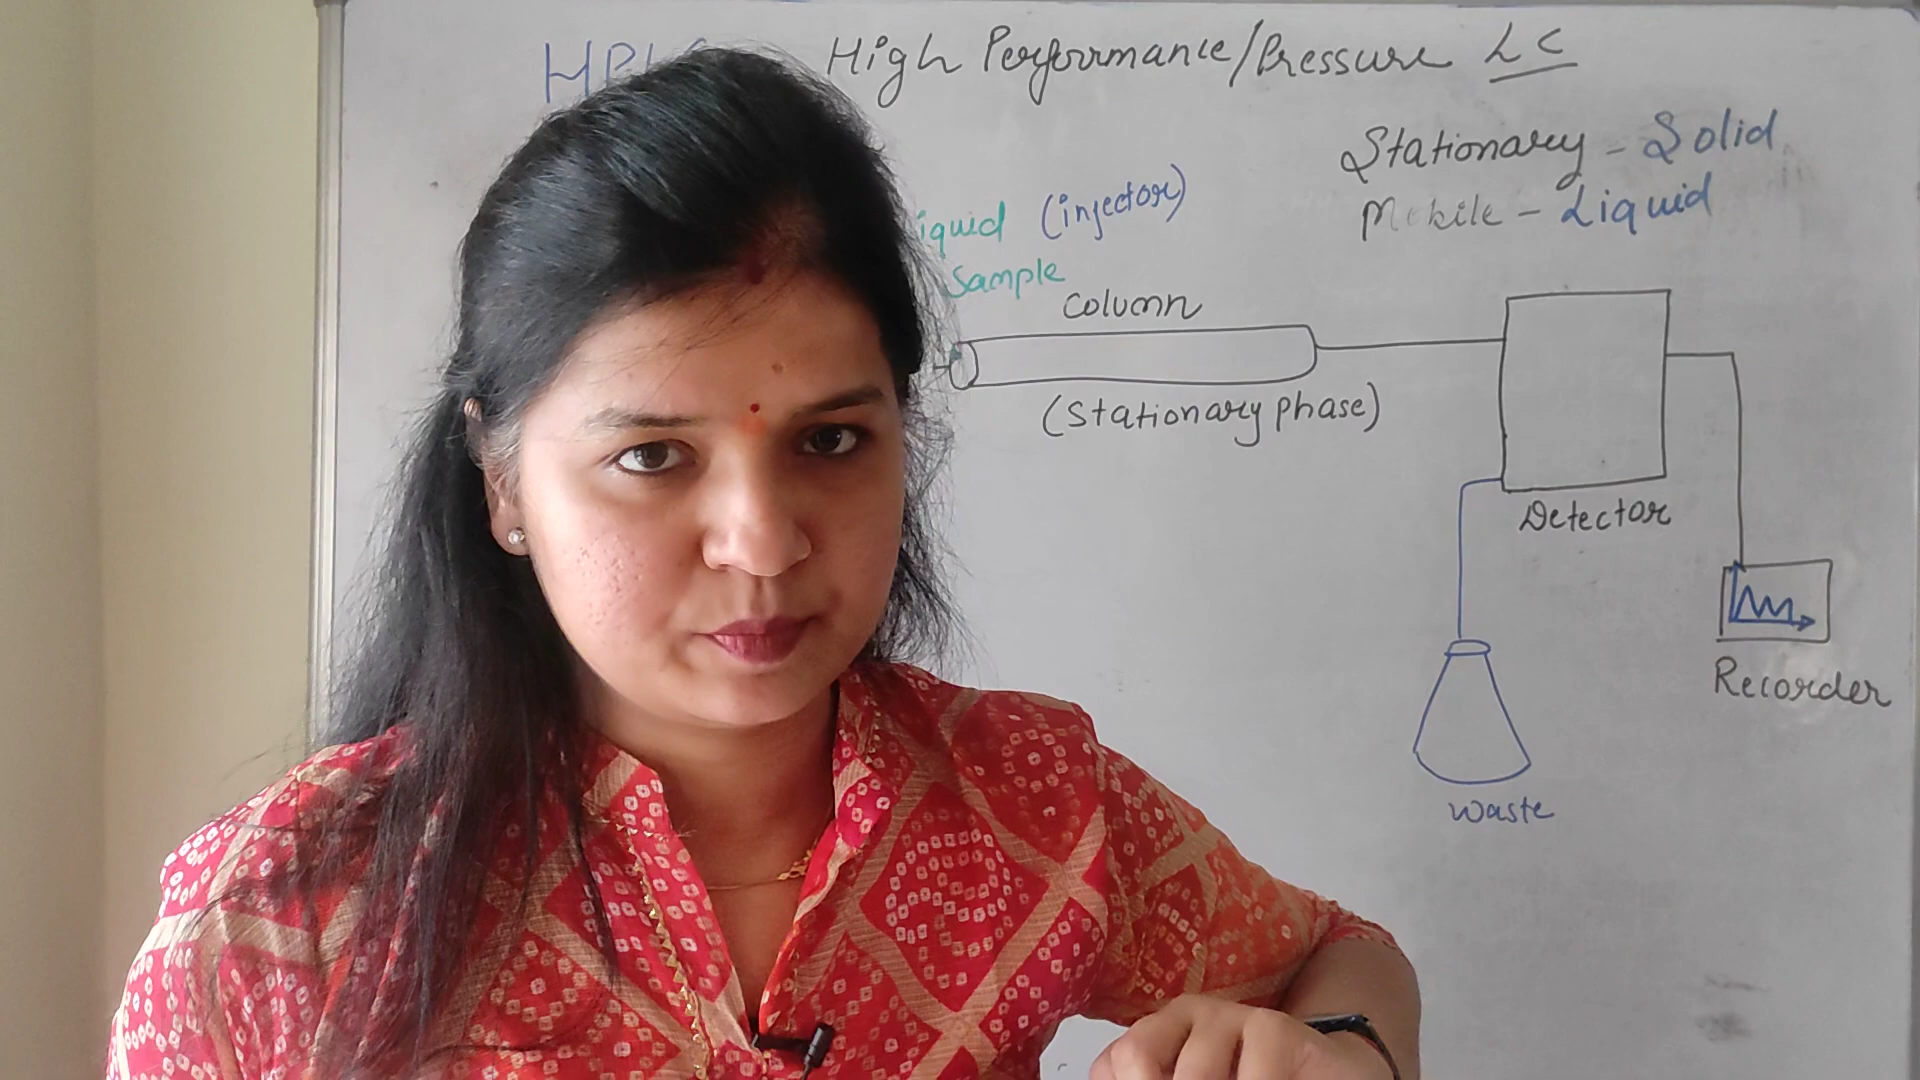 High Performance/Pressure LC
Stationary - Solid
Mobile - Liquid
(injector)
Sample
Column
(Stationary phase)
Detector
Recorder
Waste